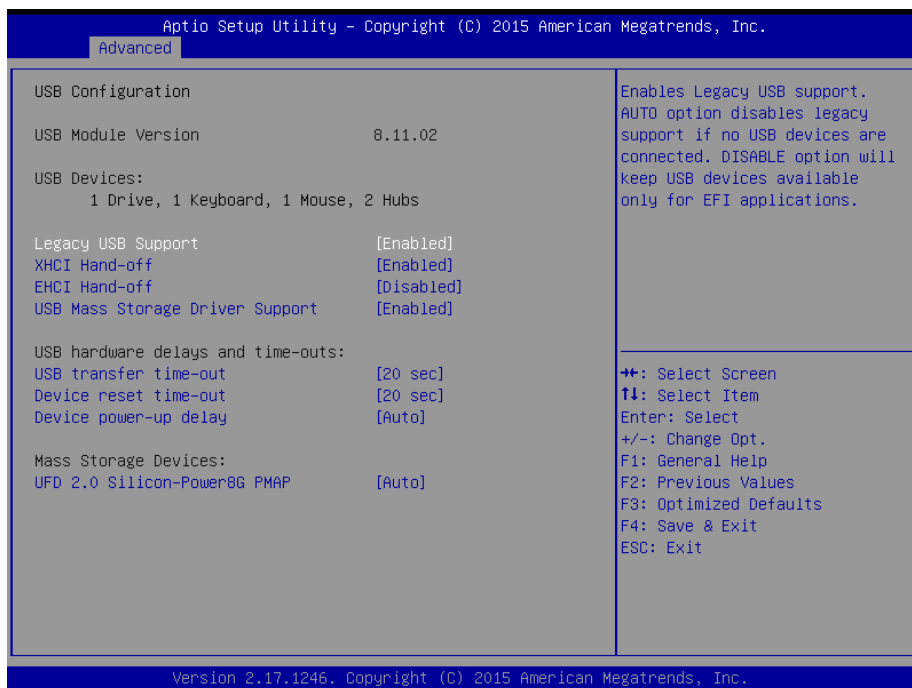 Aptio Setup Utility – Copyright (C) 2015 American Megatrends, Inc.
Advanced
USB Configuration
USB Module Version 8.11.02
USB Devices:
1 Drive, 1 Keyboard, 1 Mouse, 2 Hubs
Legacy USB Support [Enabled]
XHCI Hand-off [Enabled]
EHCI Hand-off [Disabled]
USB Mass Storage Driver Support [Enabled]
USB hardware delays and time-outs:
USB transfer time-out [20 sec]
Device reset time-out [20 sec]
Device power-up delay [Auto]
Mass Storage Devices:
UFD 2.0 Silicon-Power8G PMAP [Auto]
Enables Legacy USB support.
AUTO option disables legacy
support if no USB devices are
connected. DISABLE option will
keep USB devices available
only for EFI applications.
→←: Select Screen
↑↓: Select Item
Enter: Select
+/-: Change Opt.
F1: General Help
F2: Previous Values
F3: Optimized Defaults
F4: Save & Exit
ESC: Exit
Version 2.17.1246. Copyright (C) 2015 American Megatrends, Inc.